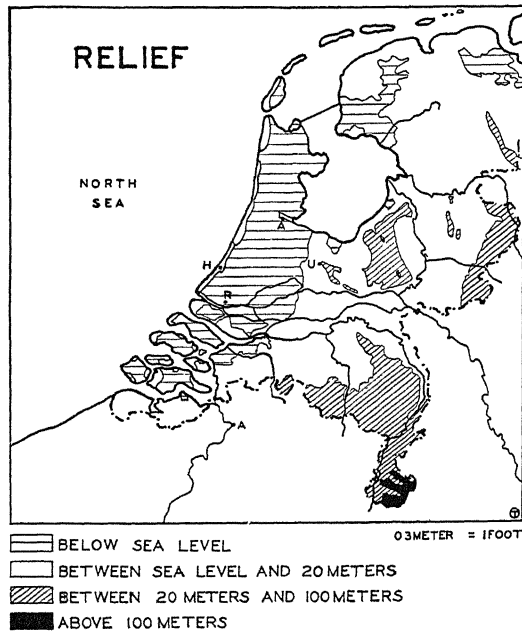 RELIEF
NORTH
SEA
A
H
U
R
B
A
T
03METER = 1FOOT
BELOW SEA LEVEL
BETWEEN SEA LEVEL AND 20 METERS
BETWEEN 20 METERS AND 100 METERS
ABOVE 100 METERS